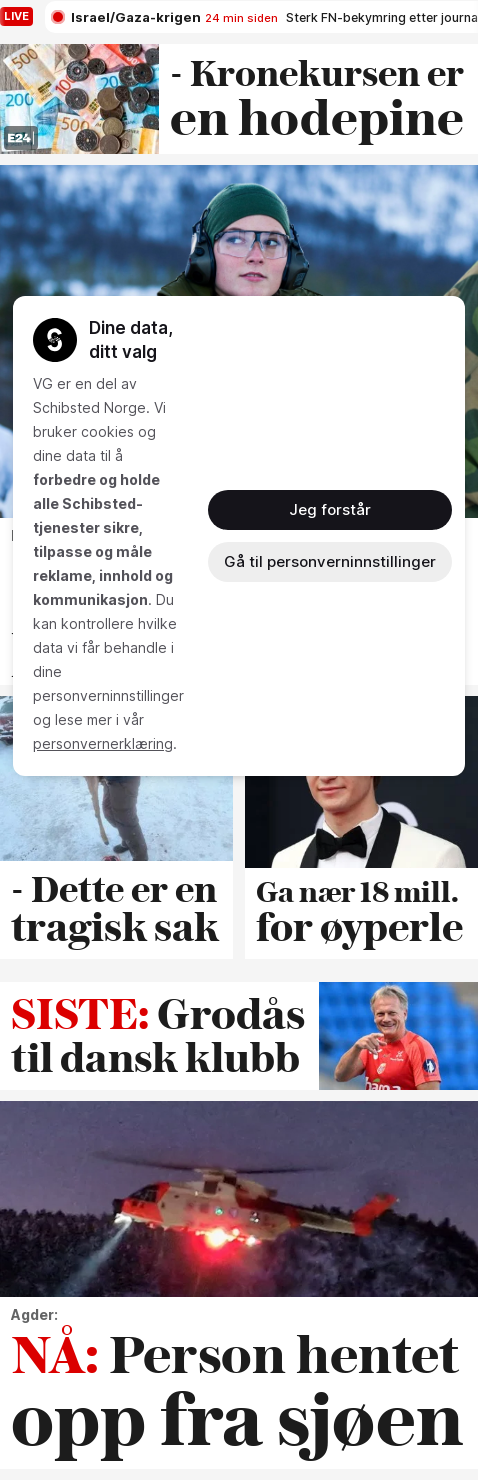 LIVE
Israel/Gaza-krigen 24 min siden Sterk FN-bekymring etter journa
- Kronekursen er
en hodepine
E24
Dine data,
ditt valg
VG er en del av
Schibsted Norge. Vi
bruker cookies og
dine data til å
forbedre og holde
alle Schibsted-
tjenester sikre,
tilpasse og måle
reklame, innhold og
kommunikasjon. Du
kan kontrollere hvilke
data vi får behandle i
dine
personverninnstillinger
og lese mer i vår
personvernerklæring.
Jeg forstår
Gå til personverninnstillinger
- Dette er en
tragisk sak
Ga nær 18 mill.
for øyperle
SISTE: Grodås
til dansk klubb
Agder:
NÅ: Person hentet
opp fra sjøen